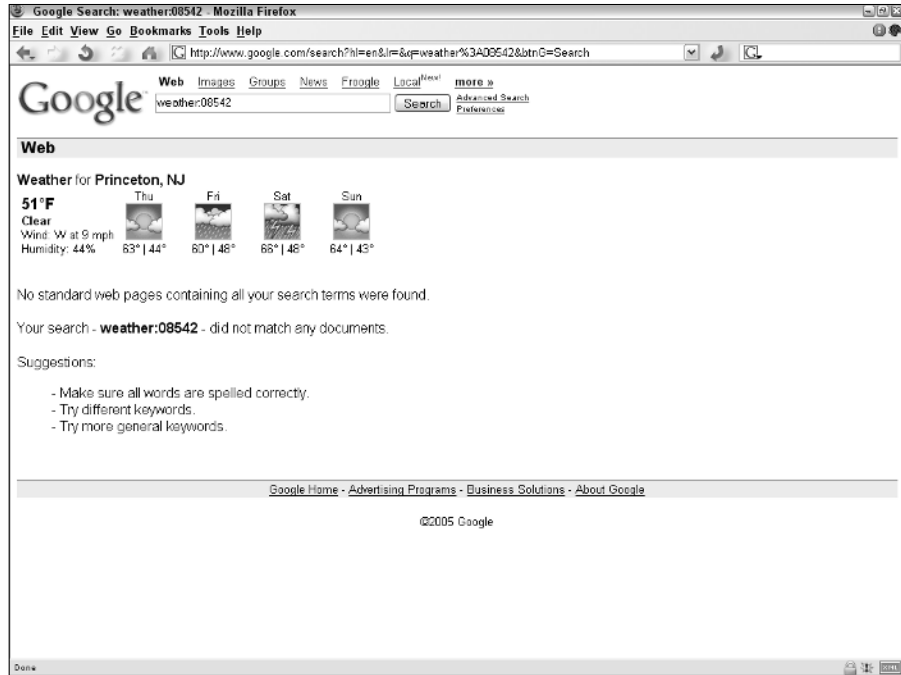 Google Search: weather:08542 - Mozilla Firefox
File Edit View Go Bookmarks Tools Help
http://www.google.com/search?hl=en&lr=&q=weather%3A08542&btnG=Search
Google
Web Images Groups News Froogle Local New! more »
weather:08542 Search Advanced Search
Preferences
Web
Weather for Princeton, NJ
51°F
Clear
Wind: W at 9 mph
Humidity: 44%
Thu Fri Sat Sun
63° | 44° 60° | 48° 66° | 48° 64° | 43°
No standard web pages containing all your search terms were found.
Your search - weather:08542 - did not match any documents.
Suggestions:
- Make sure all words are spelled correctly.
- Try different keywords.
- Try more general keywords.
Google Home - Advertising Programs - Business Solutions - About Google
©2005 Google
Done
XML